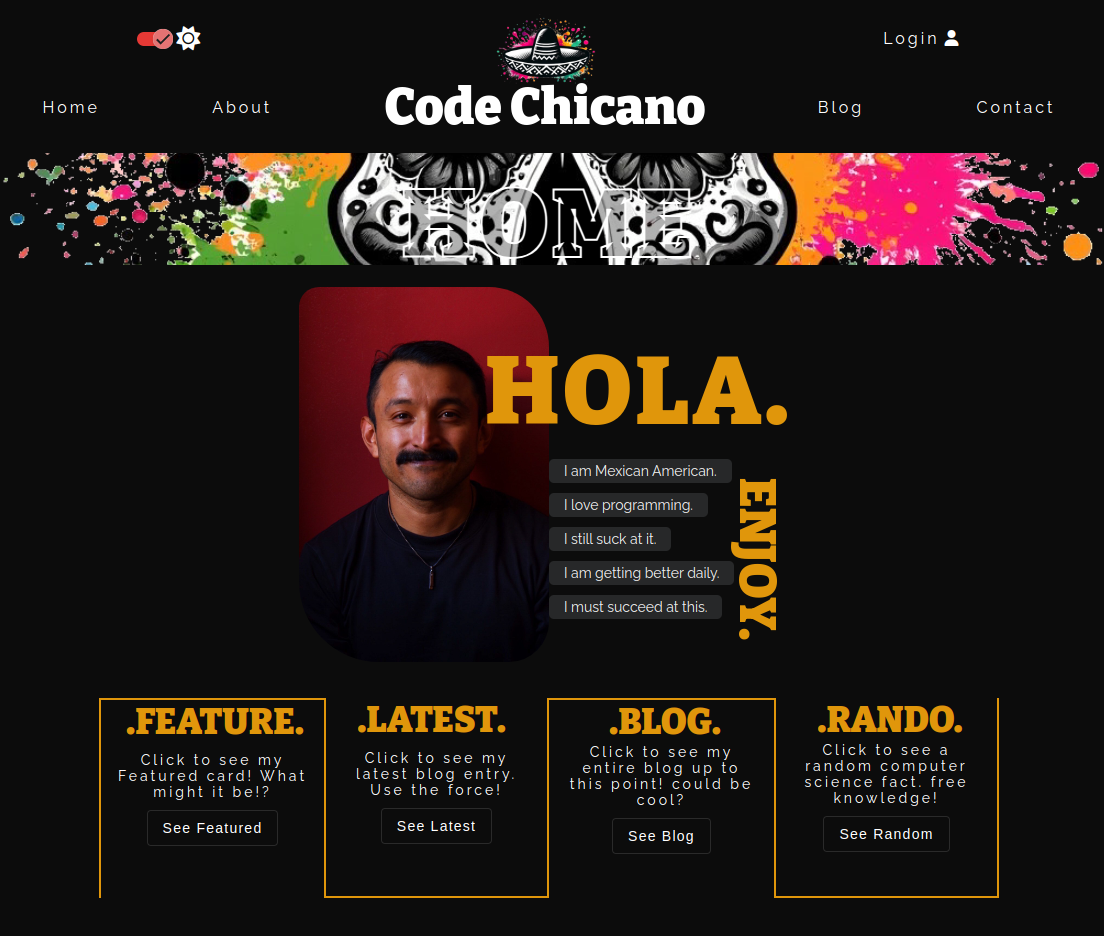 Login
Home
About
Code Chicano
Blog
Contact
HOME
HOLA.
I am Mexican American.
I love programming.
I still suck at it.
I am getting better daily.
I must succeed at this.
ENJOY.
.FEATURE.
Click to see my
Featured card! What
might it be!?
See Featured
.LATEST.
Click to see my
latest blog entry.
Use the force!
See Latest
.BLOG.
Click to see my
entire blog up to
this point! could be
cool?
See Blog
.RANDO.
Click to see a
random computer
science fact. free
knowledge!
See Random